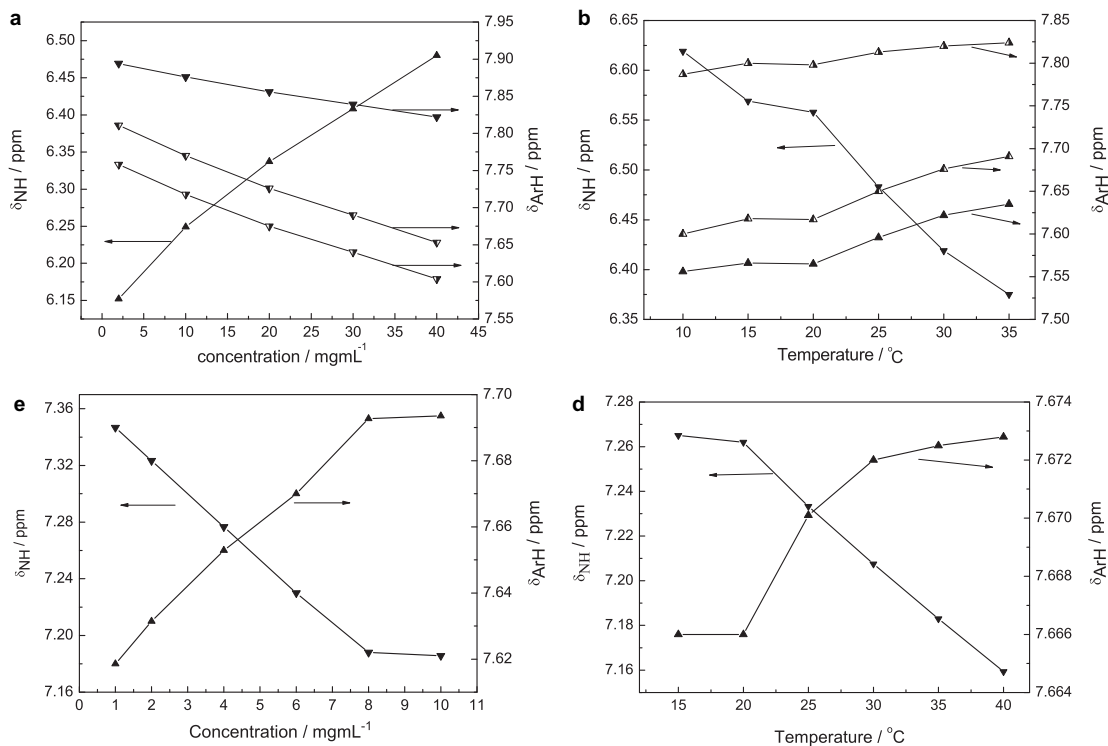 a
6.50
6.45
6.40
6.35
6.30
6.25
6.20
6.15
δNH / ppm
7.95
7.90
7.85
7.80
7.75
7.70
7.65
7.60
7.55
δArH / ppm
0 5 10 15 20 25 30 35 40 45
concentration / mgmL-1
b
6.65
6.60
6.55
6.50
6.45
6.40
6.35
δNH / ppm
7.85
7.80
7.75
7.70
7.65
7.60
7.55
7.50
δArH / ppm
10 15 20 25 30 35
Temperature / °C
e
7.36
7.32
7.28
7.24
7.20
7.16
δNH / ppm
7.70
7.68
7.66
7.64
7.62
δArH / ppm
0 1 2 3 4 5 6 7 8 9 10 11
Concentration / mgmL-1
d
7.28
7.26
7.24
7.22
7.20
7.18
7.16
δNH / ppm
7.674
7.672
7.670
7.668
7.666
7.664
δArH / ppm
15 20 25 30 35 40
Temperature / °C